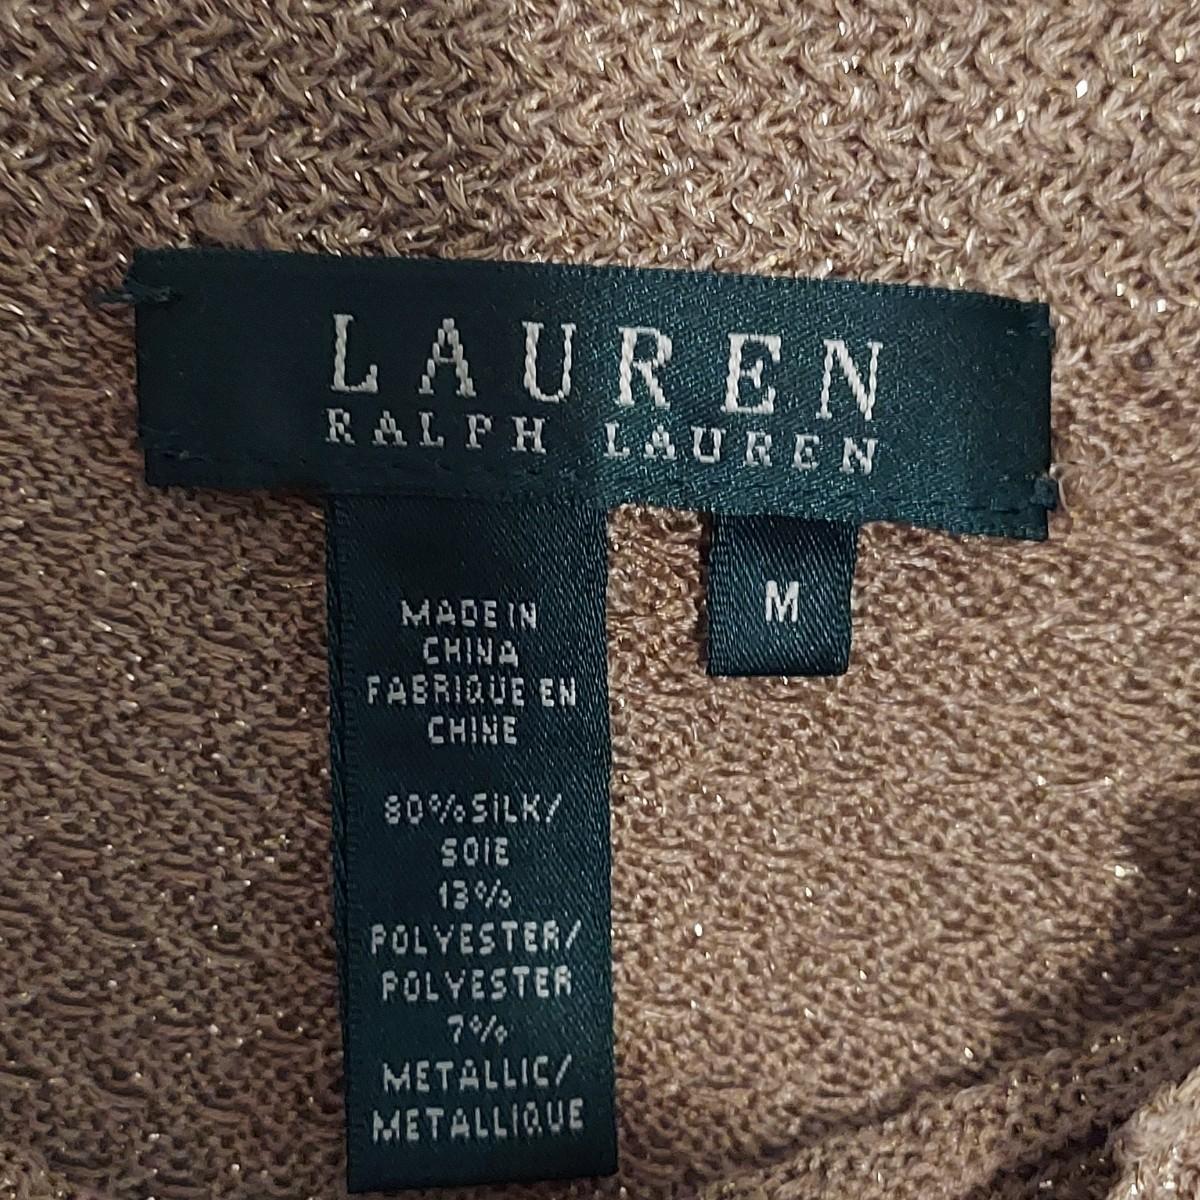 LAUREN
RALPH LAUREN
M
MADE IN
CHINA
FABRIQUE EN
CHINE
80% SILK/
SOIE
13%
POLYESTER/
POLYESTER
7%
METALLIC/
METALLIQUE